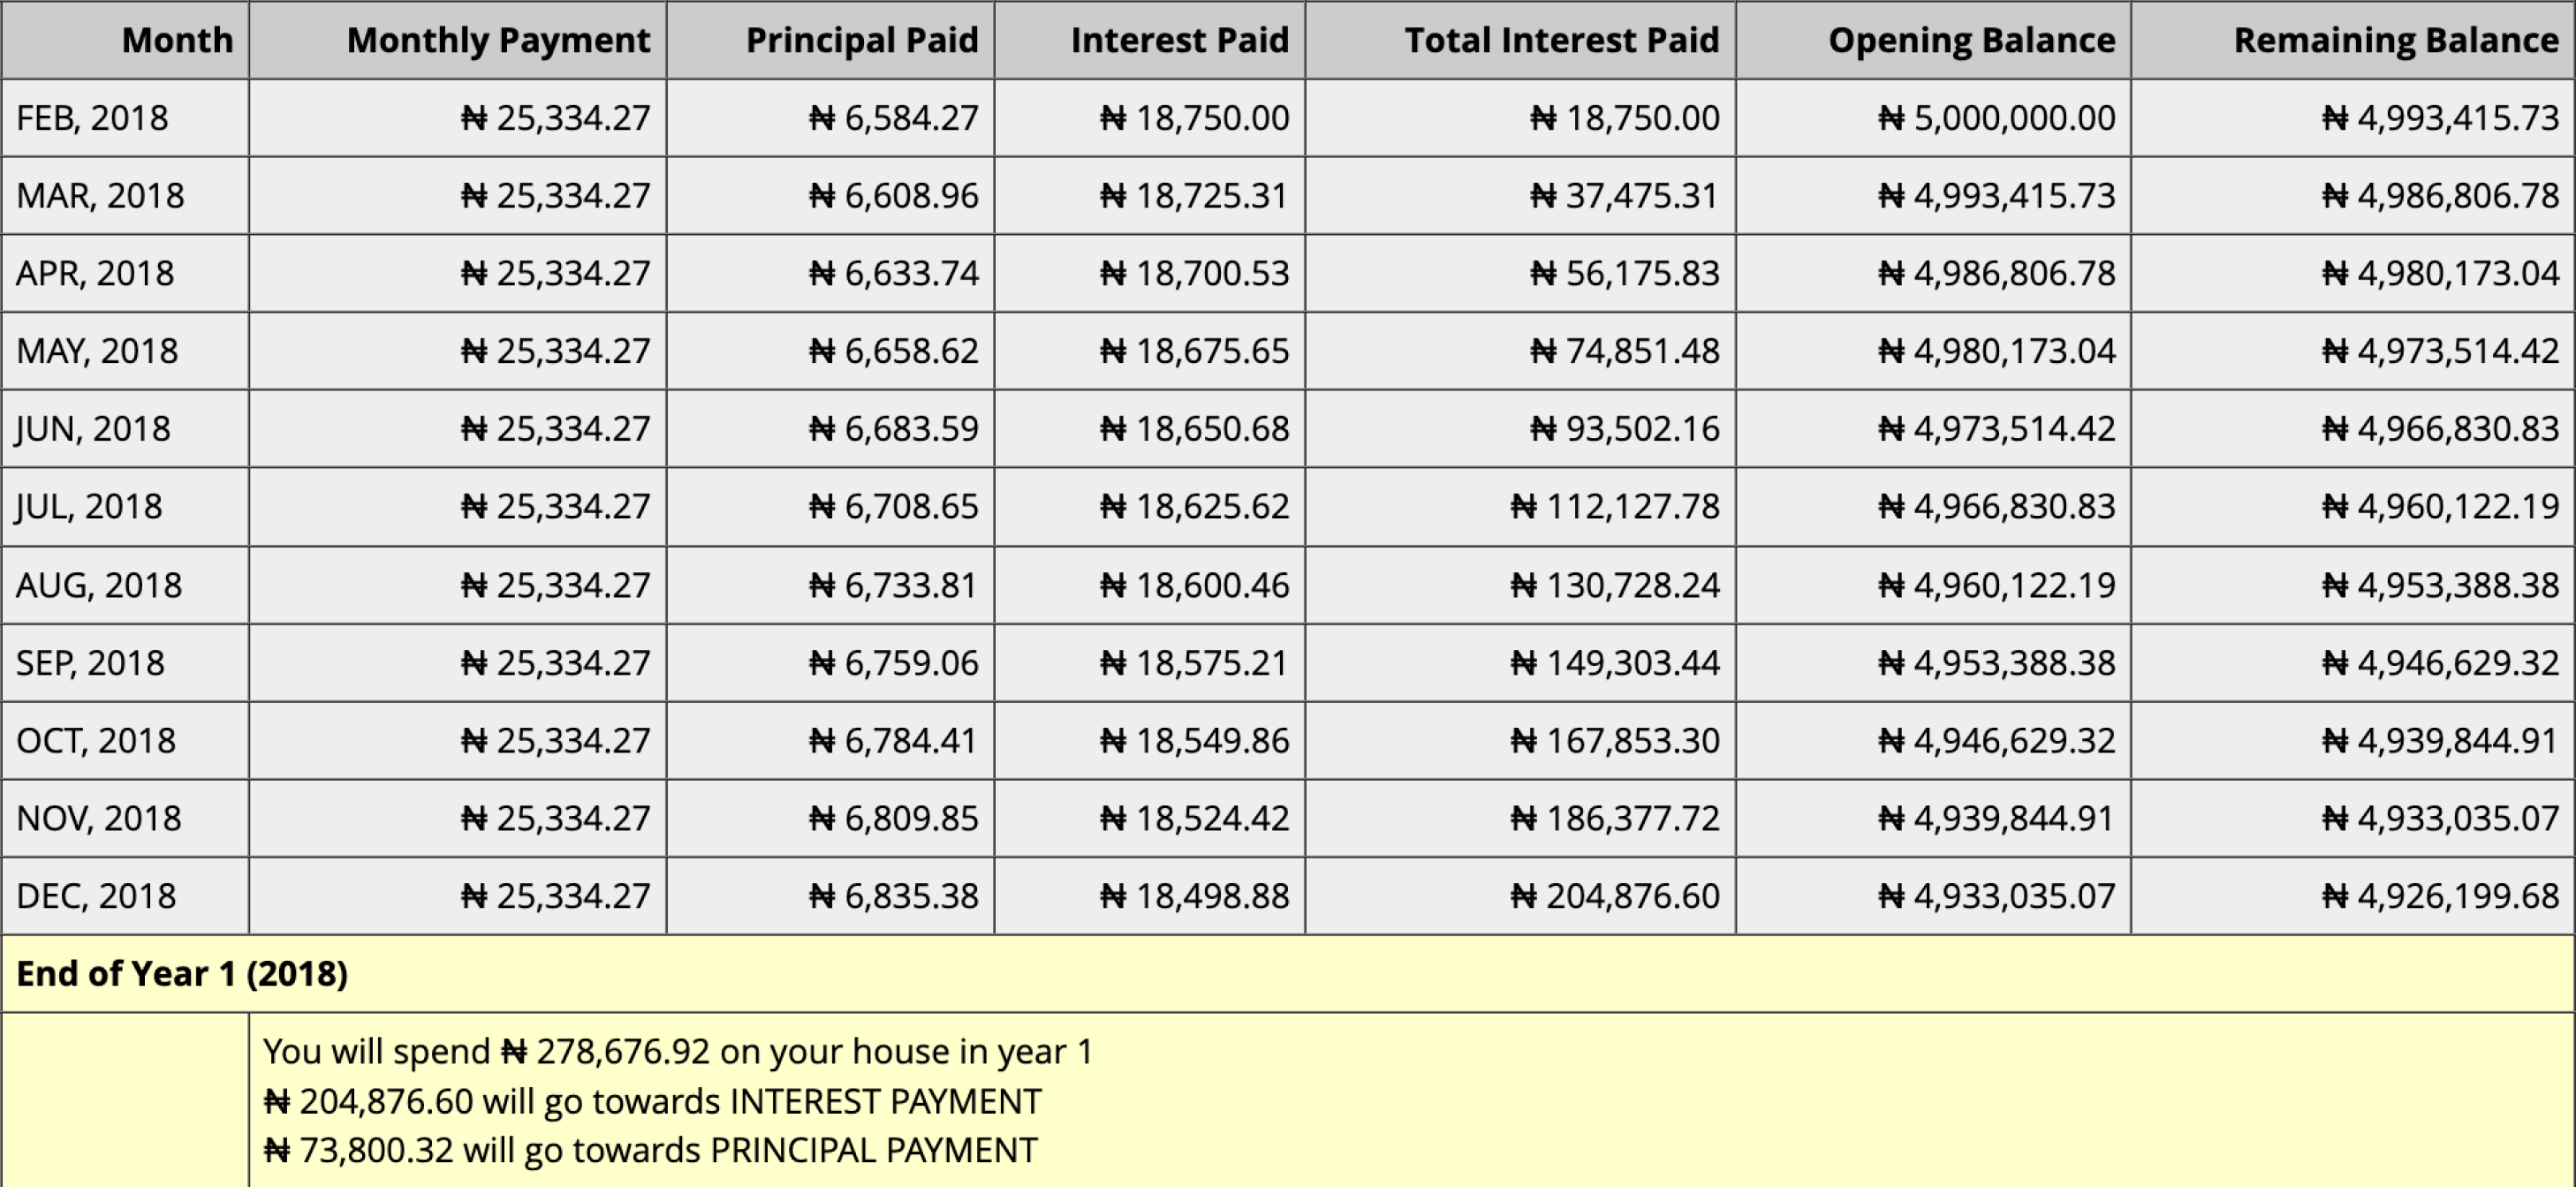 Month Monthly Payment Principal Paid Interest Paid Total Interest Paid Opening Balance Remaining Balance
FEB, 2018 ₦ 25,334.27 ₦ 6,584.27 ₦ 18,750.00 ₦ 18,750.00 ₦ 5,000,000.00 ₦ 4,993,415.73
MAR, 2018 ₦ 25,334.27 ₦ 6,608.96 ₦ 18,725.31 ₦ 37,475.31 ₦ 4,993,415.73 ₦ 4,986,806.78
APR, 2018 ₦ 25,334.27 ₦ 6,633.74 ₦ 18,700.53 ₦ 56,175.83 ₦ 4,986,806.78 ₦ 4,980,173.04
MAY, 2018 ₦ 25,334.27 ₦ 6,658.62 ₦ 18,675.65 ₦ 74,851.48 ₦ 4,980,173.04 ₦ 4,973,514.42
JUN, 2018 ₦ 25,334.27 ₦ 6,683.59 ₦ 18,650.68 ₦ 93,502.16 ₦ 4,973,514.42 ₦ 4,966,830.83
JUL, 2018 ₦ 25,334.27 ₦ 6,708.65 ₦ 18,625.62 ₦ 112,127.78 ₦ 4,966,830.83 ₦ 4,960,122.19
AUG, 2018 ₦ 25,334.27 ₦ 6,733.81 ₦ 18,600.46 ₦ 130,728.24 ₦ 4,960,122.19 ₦ 4,953,388.38
SEP, 2018 ₦ 25,334.27 ₦ 6,759.06 ₦ 18,575.21 ₦ 149,303.44 ₦ 4,953,388.38 ₦ 4,946,629.32
OCT, 2018 ₦ 25,334.27 ₦ 6,784.41 ₦ 18,549.86 ₦ 167,853.30 ₦ 4,946,629.32 ₦ 4,939,844.91
NOV, 2018 ₦ 25,334.27 ₦ 6,809.85 ₦ 18,524.42 ₦ 186,377.72 ₦ 4,939,844.91 ₦ 4,933,035.07
DEC, 2018 ₦ 25,334.27 ₦ 6,835.38 ₦ 18,498.88 ₦ 204,876.60 ₦ 4,933,035.07 ₦ 4,926,199.68
End of Year 1 (2018)
You will spend ₦ 278,676.92 on your house in year 1
₦ 204,876.60 will go towards INTEREST PAYMENT
₦ 73,800.32 will go towards PRINCIPAL PAYMENT